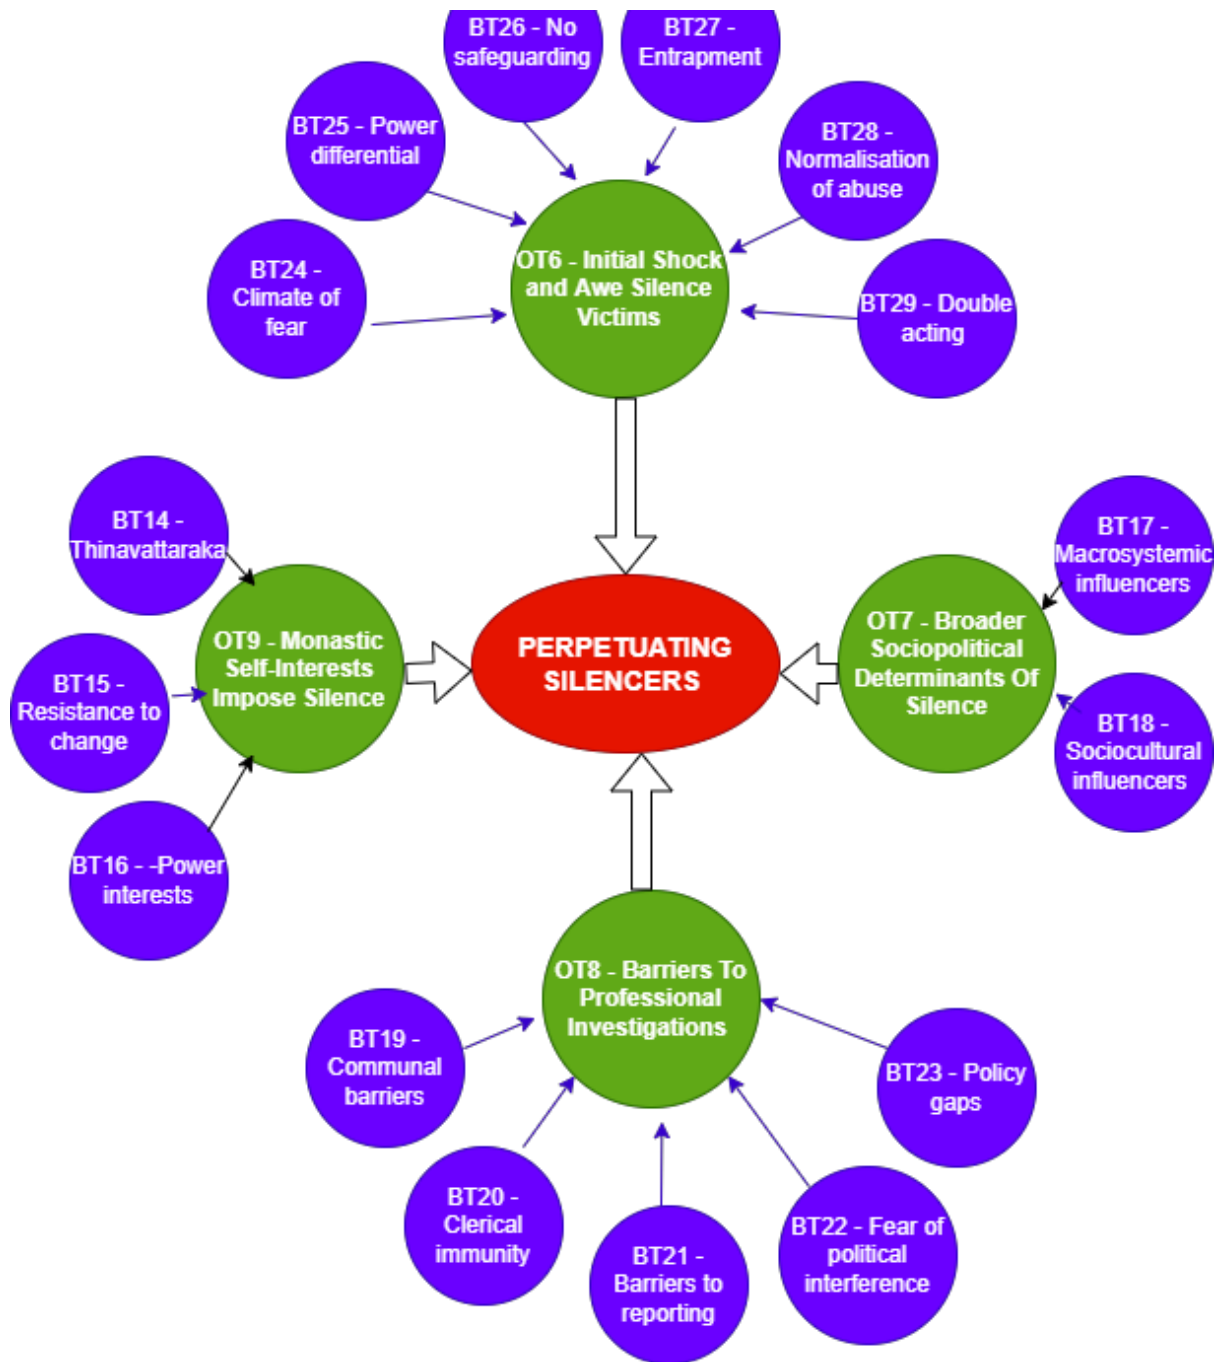 BT26 - No
safeguarding
BT27 -
Entrapment
BT25 - Power
differential
BT28 -
Normalisation
of abuse
BT24 -
Climate of
fear
OT6 - Initial Shock
and Awe Silence
Victims
BT29 - Double
acting
BT14 -
Thinavattaraka
BT17 -
Macrosystemic
influencers
OT9 - Monastic
Self-Interests
Impose Silence
PERPETUATING
SILENCERS
OT7 - Broader
Sociopolitical
Determinants Of
Silence
BT15 -
Resistance to
change
BT18 -
Sociocultural
influencers
BT16 - -Power
interests
OT8 - Barriers To
Professional
Investigations
BT19 -
Communal
barriers
BT23 - Policy
gaps
BT20 -
Clerical
immunity
BT21 -
Barriers to
reporting
BT22 - Fear of
political
interference